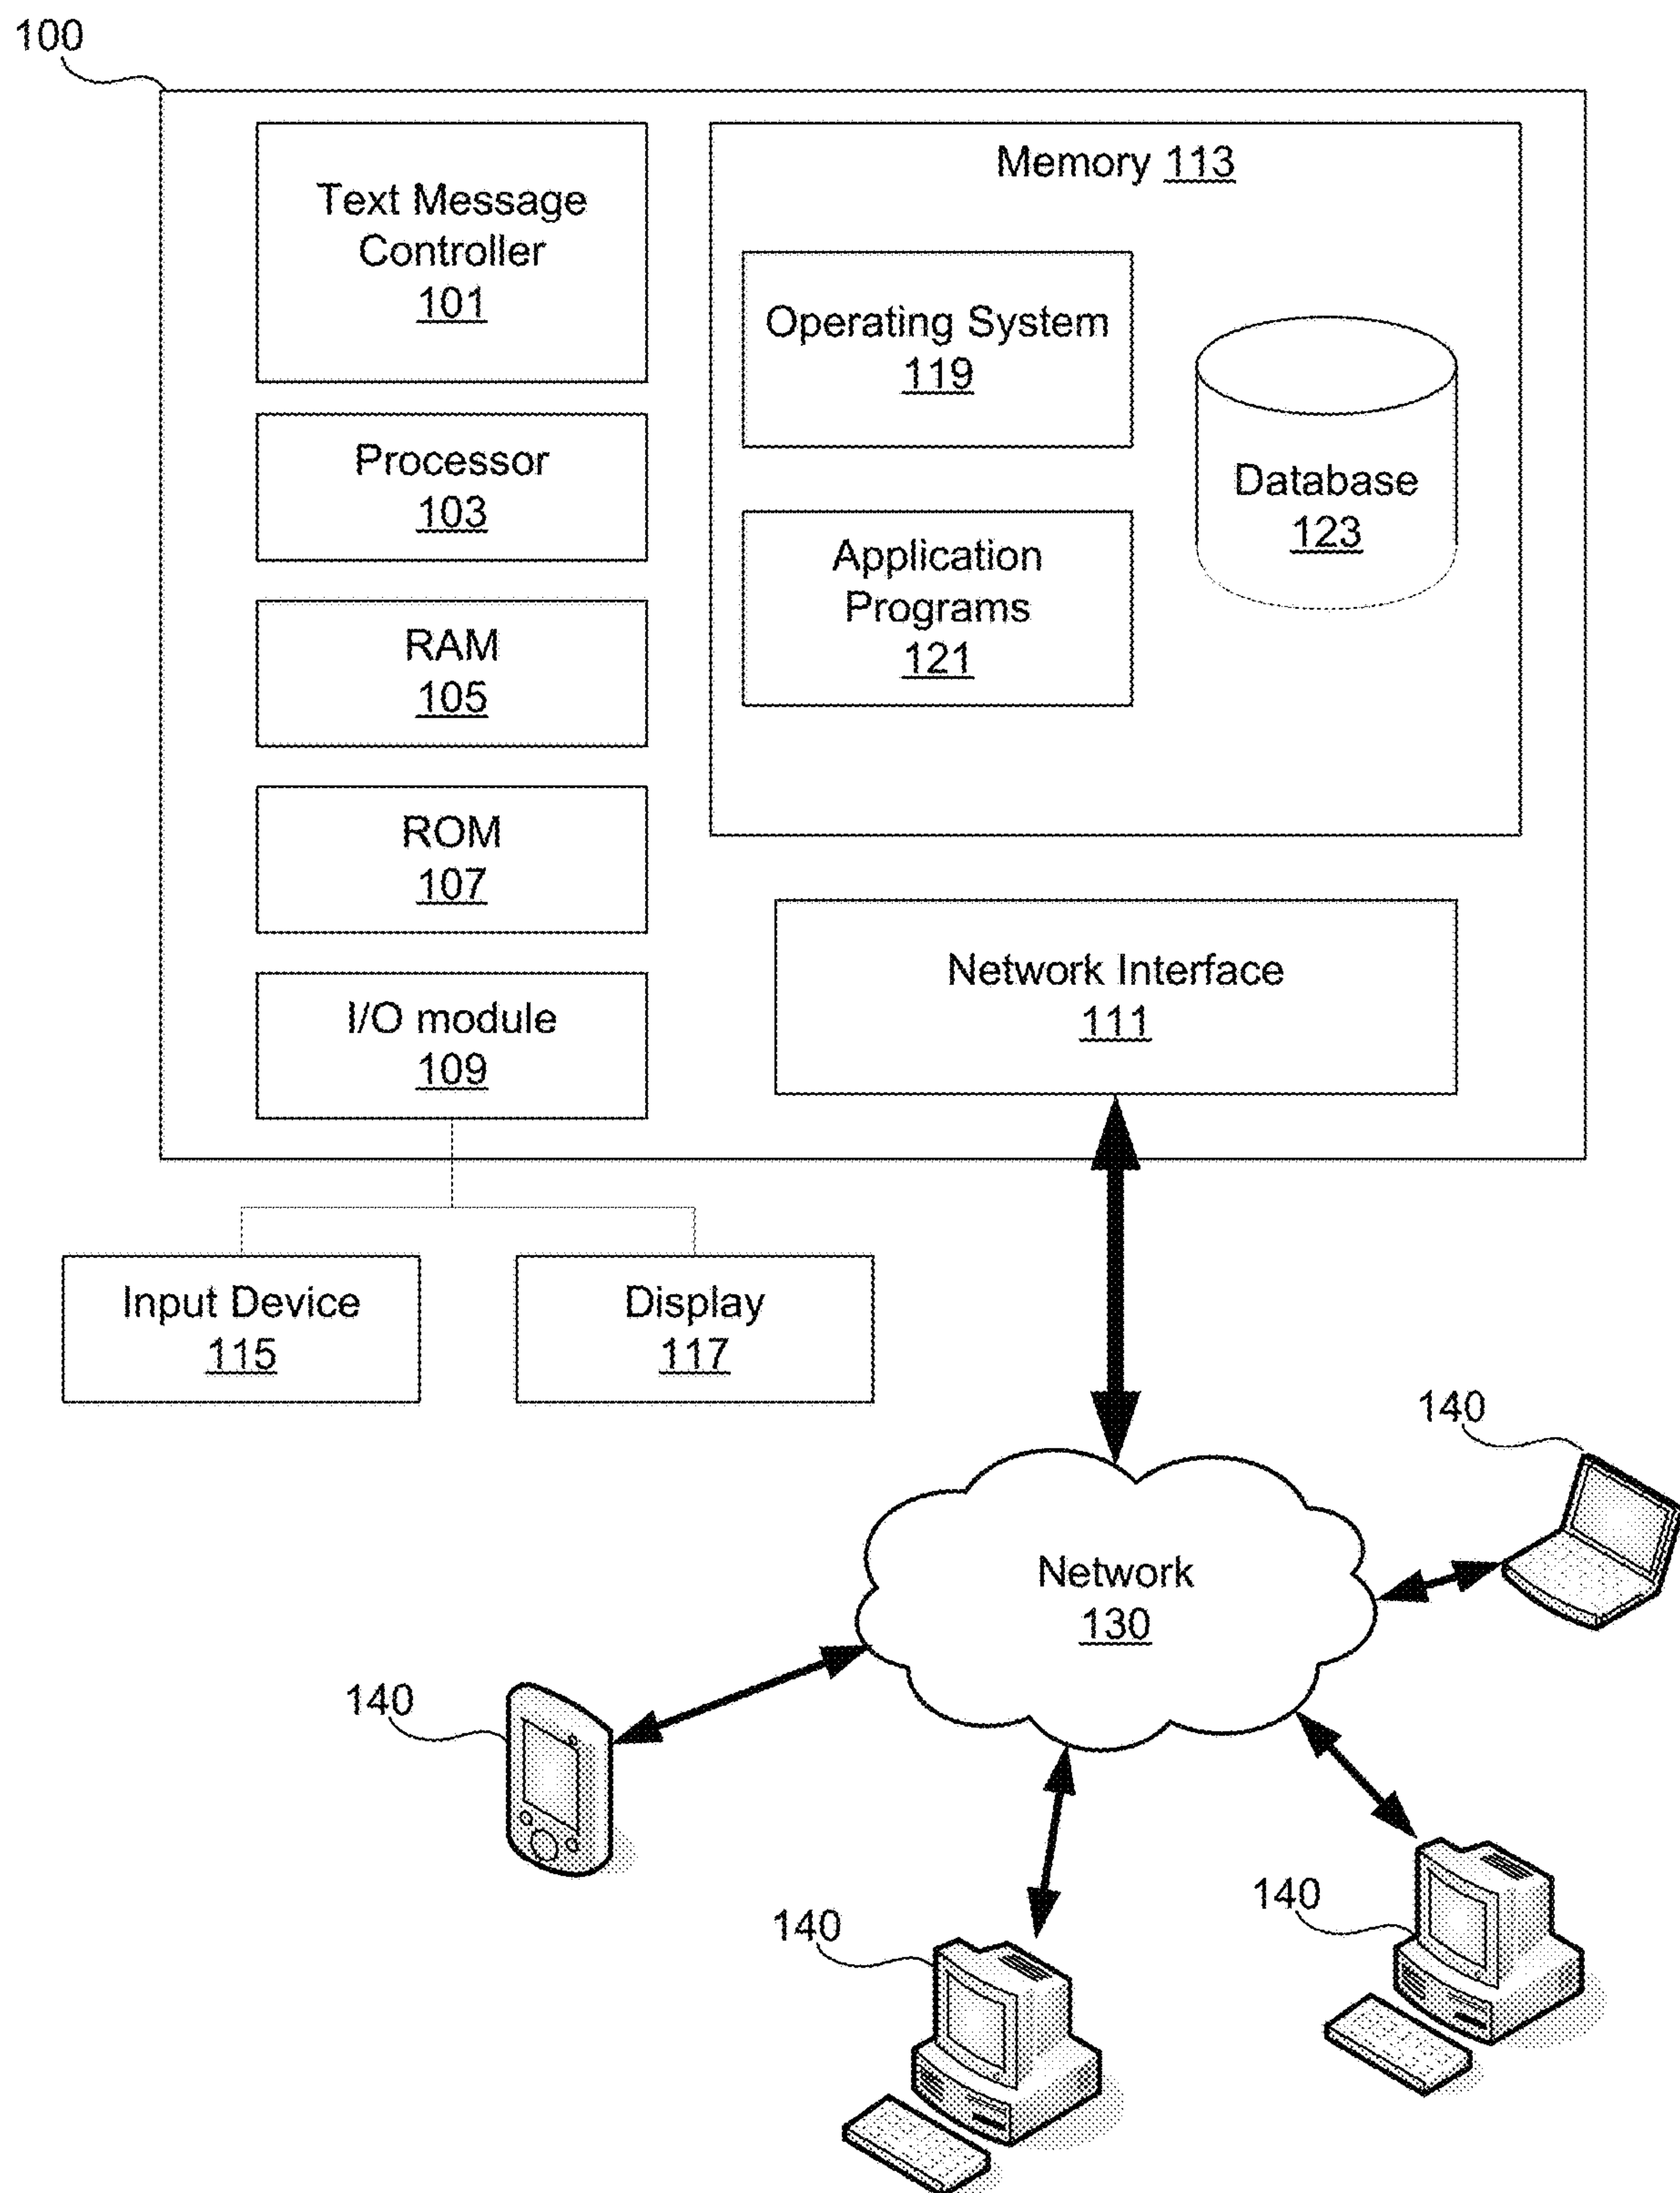 100
Text Message
Controller
101
Processor
103
RAM
105
ROM
107
I/O module
109
Memory 113
Operating System
119
Application
Programs
121
Database
123
Network Interface
111
Input Device
115
Display
117
Network
130
140
140
140
140